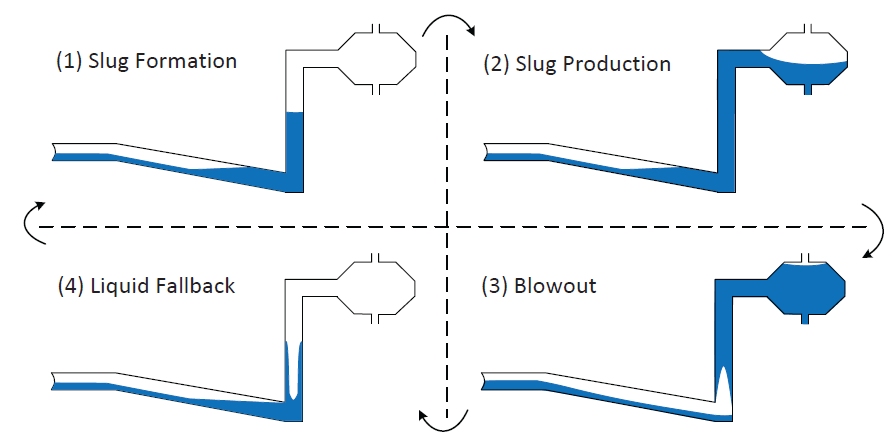 (1) Slug Formation
(2) Slug Production
(4) Liquid Fallback
(3) Blowout